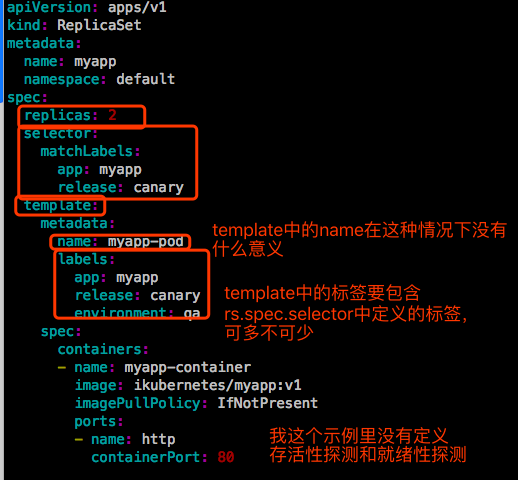 apiVersion: apps/v1
kind: ReplicaSet
metadata:
  name: myapp
  namespace: default
spec:
  replicas: 2
  selector:
    matchLabels:
      app: myapp
      release: canary
  template:
    metadata:
      name: myapp-pod
      labels:
        app: myapp
        release: canary
        environment: qa
    spec:
      containers:
      - name: myapp-container
        image: ikubernetes/myapp:v1
        imagePullPolicy: IfNotPresent
        ports:
        - name: http
          containerPort: 80
template中的name在这种情况下没有
什么意义
template中的标签要包含
rs.spec.selector中定义的标签，
可多不可少
我这个示例里没有定义
存活性探测和就绪性探测